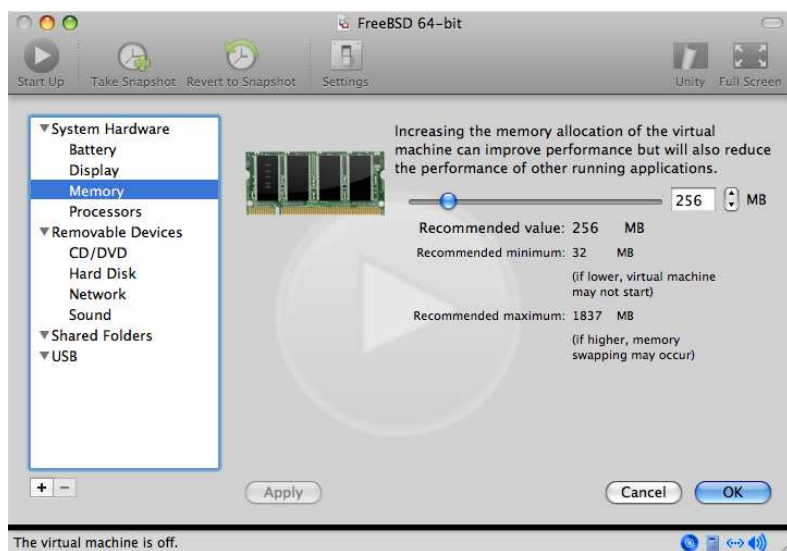 FreeBSD 64-bit
Start Up Take Snapshot Revert to Snapshot Settings Unity Full Screen
System Hardware
Battery
Display
Memory
Processors
Removable Devices
CD/DVD
Hard Disk
Network
Sound
Shared Folders
USB
Increasing the memory allocation of the virtual
machine can improve performance but will also reduce
the performance of other running applications.
256 MB
Recommended value: 256 MB
Recommended minimum: 32 MB
(if lower, virtual machine
may not start)
Recommended maximum: 1837 MB
(if higher, memory
swapping may occur)
+ −
Apply Cancel OK
The virtual machine is off.